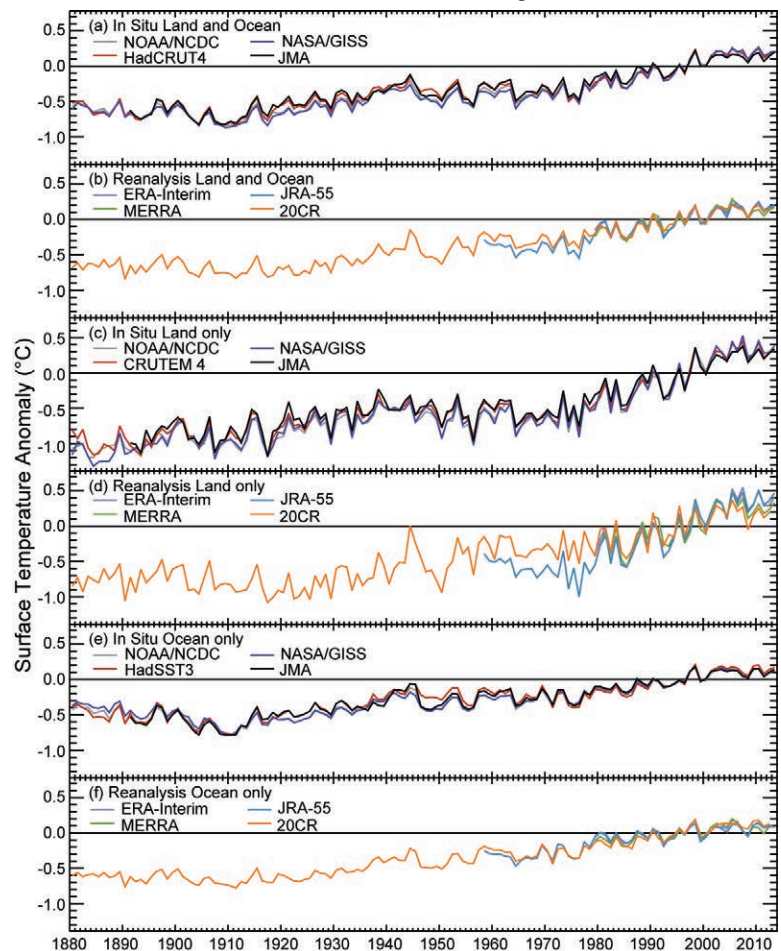 (a) In Situ Land and Ocean
NOAA/NCDC NASA/GISS
HadCRUT4 JMA
0.5
0.0
-0.5
-1.0
(b) Reanalysis Land and Ocean
ERA-Interim JRA-55
MERRA 20CR
0.5
0.0
-0.5
-1.0
(c) In Situ Land only
NOAA/NCDC NASA/GISS
CRUTEM 4 JMA
0.5
0.0
-0.5
-1.0
(d) Reanalysis Land only
ERA-Interim JRA-55
MERRA 20CR
0.5
0.0
-0.5
-1.0
(e) In Situ Ocean only
NOAA/NCDC NASA/GISS
HadSST3 JMA
0.5
0.0
-0.5
-1.0
(f) Reanalysis Ocean only
ERA-Interim JRA-55
MERRA 20CR
0.5
0.0
-0.5
-1.0
Surface Temperature Anomaly (°C)
1880 1890 1900 1910 1920 1930 1940 1950 1960 1970 1980 1990 2000 2010